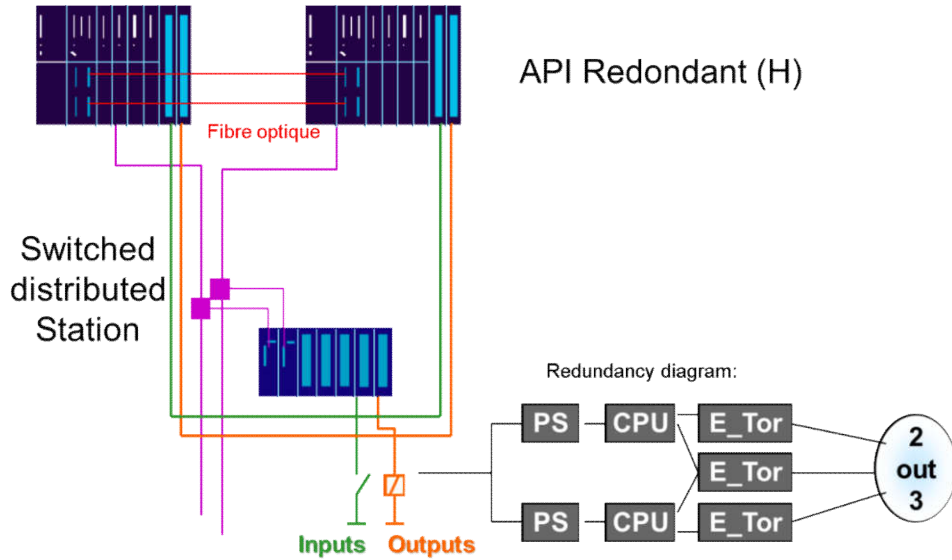 API Redondant (H)
Fibre optique
Switched
distributed
Station
Redundancy diagram:
PS
CPU
E_Tor
2
out
3
E_Tor
PS
CPU
E_Tor
Inputs
Outputs